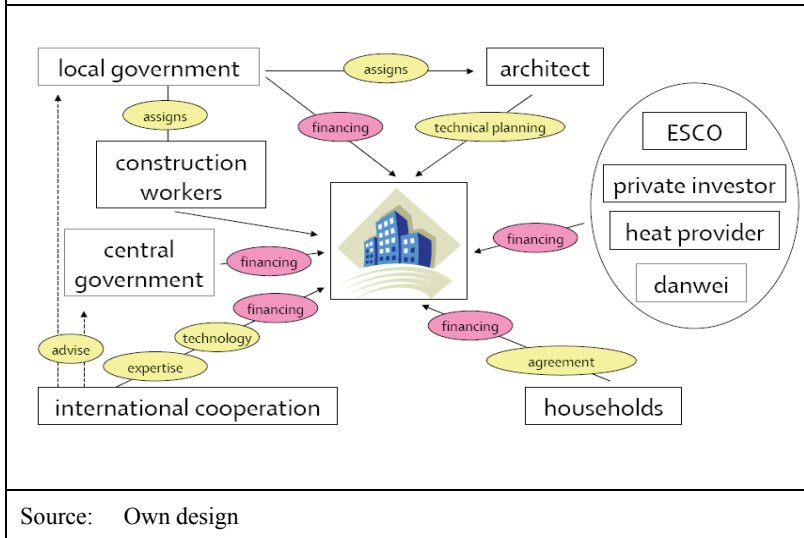 local government
assigns
architect
assigns
financing
technical planning
ESCO
construction
workers
private investor
heat provider
central
government
financing
financing
danwei
financing
financing
technology
advise
expertise
agreement
international cooperation
households
Source: Own design